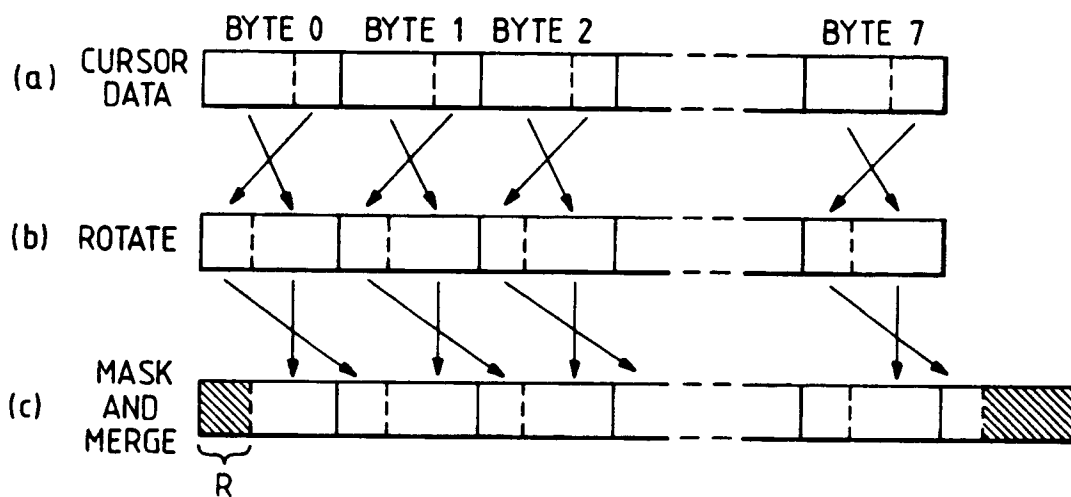 BYTE 0 BYTE 1 BYTE 2 BYTE 7
(a) CURSOR
DATA
(b) ROTATE
MASK
(c) AND
MERGE
R